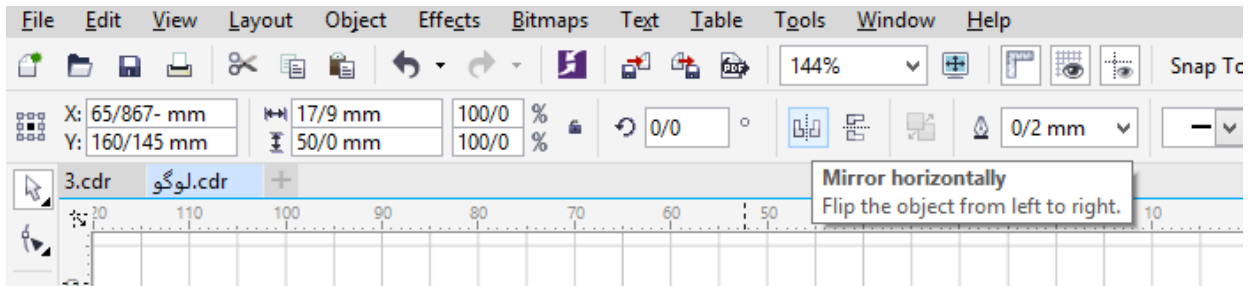 File Edit View Layout Object Effects Bitmaps Text Table Tools Window Help
PDF 144% Snap To
X: 65/867- mm 17/9 mm 100/0 % 0/0 ° 0/2 mm
Y: 160/145 mm 50/0 mm 100/0 %
3.cdr لوگو.cdr
Mirror horizontally
Flip the object from left to right.
20 110 100 90 80 70 60 50 10